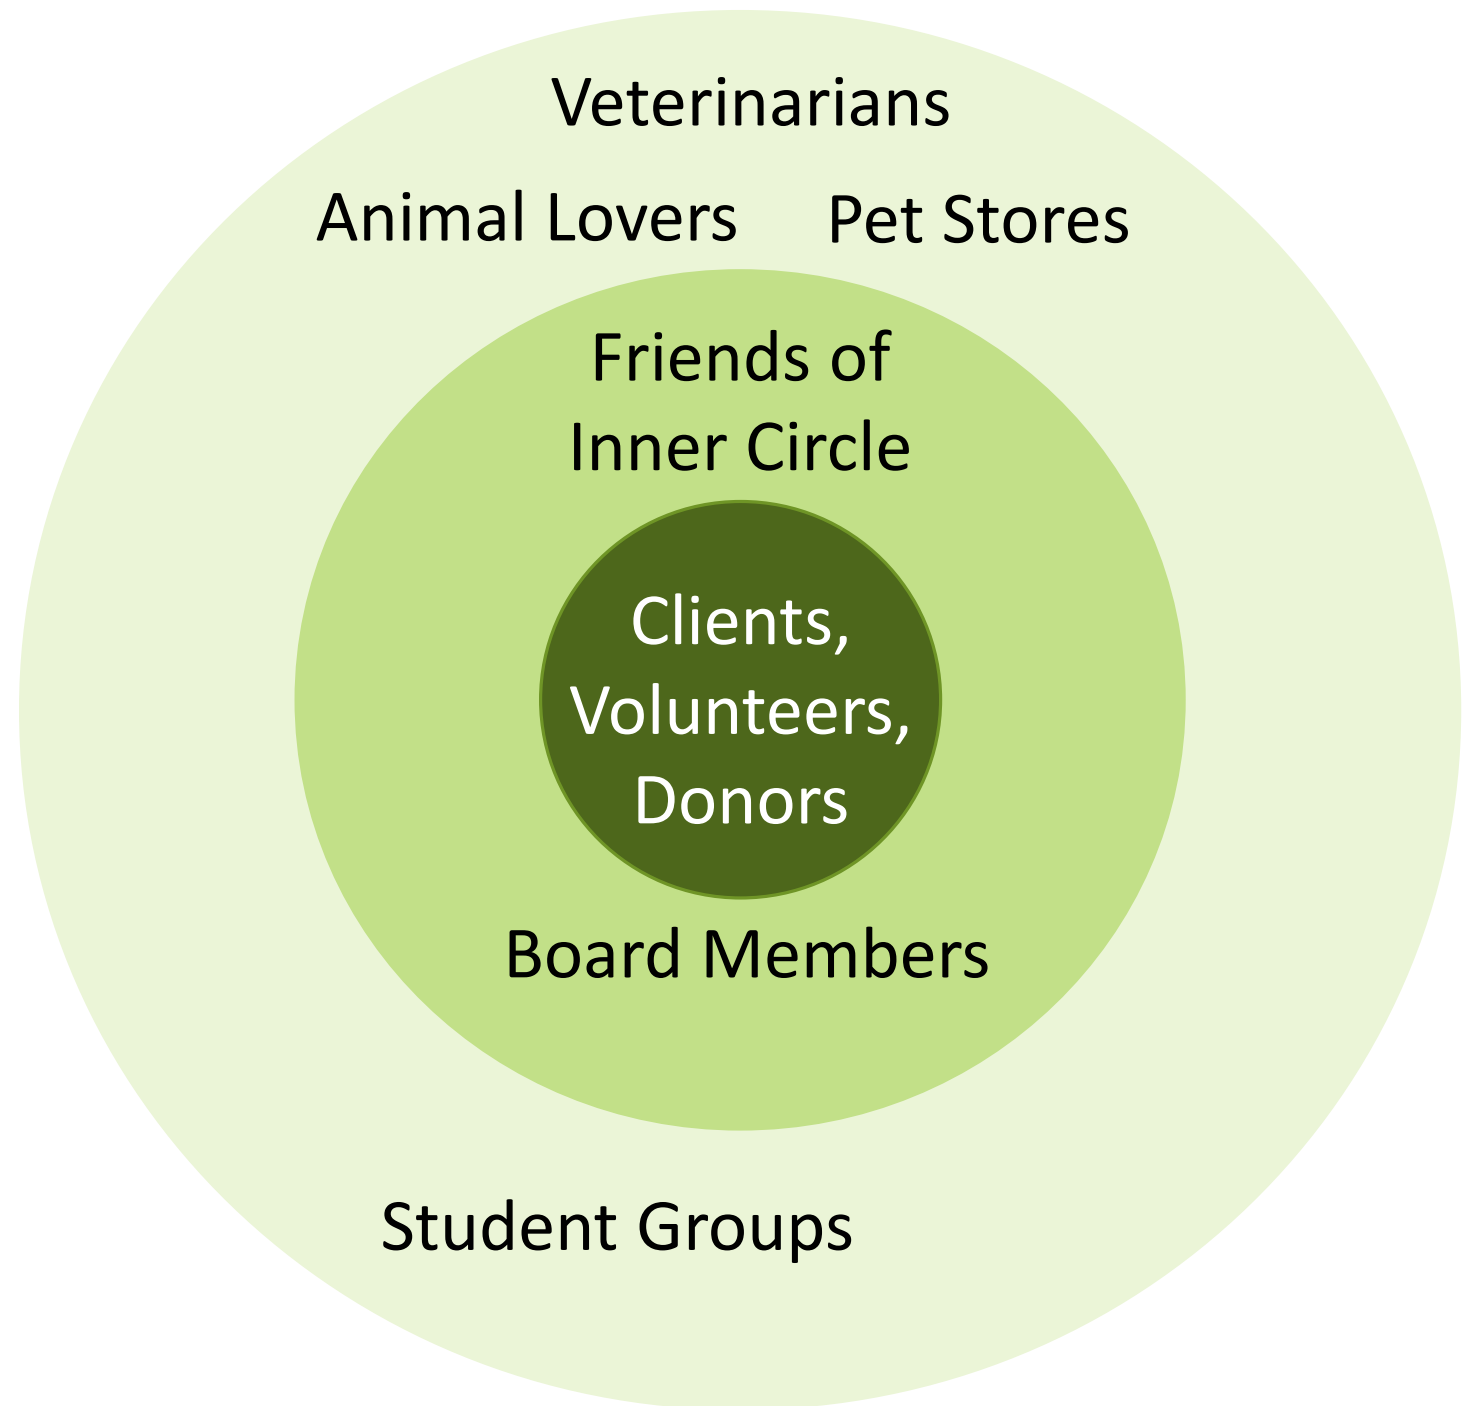 Veterinarians
Animal Lovers Pet Stores
Friends of
Inner Circle
Clients,
Volunteers,
Donors
Board Members
Student Groups